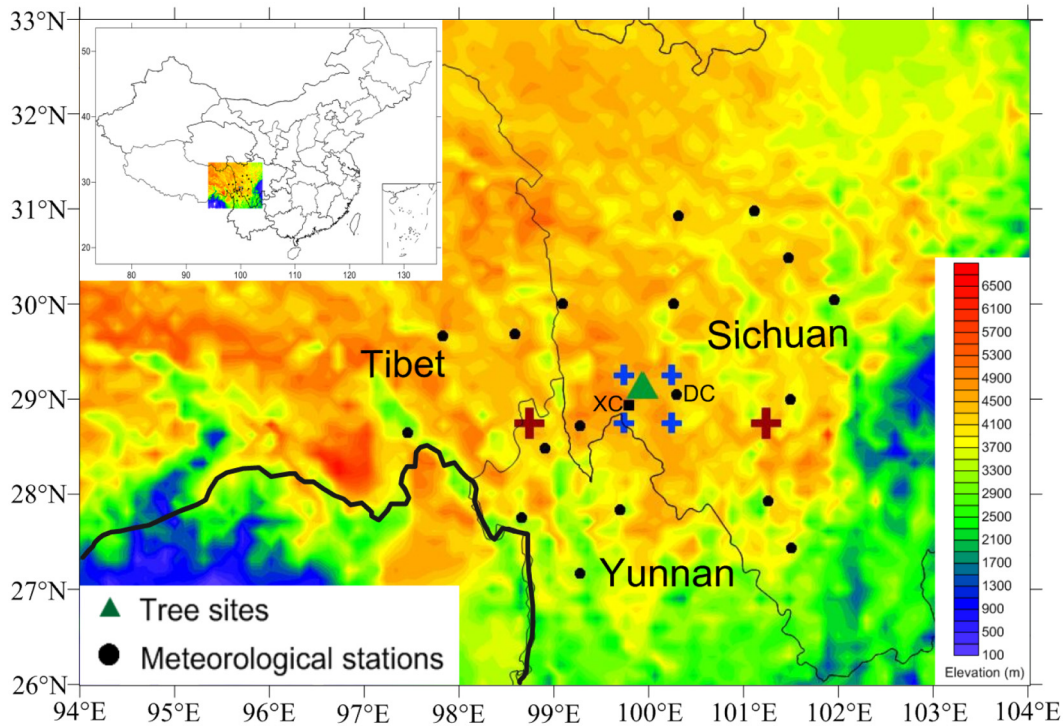 33°N
32°N
31°N
30°N
29°N
28°N
27°N
26°N
50
40
30
20
80
90
100
110
120
130
Tibet
Sichuan
XC
DC
Yunnan
Tree sites
Meteorological stations
6500
6100
5700
5300
4900
4500
4100
3700
3300
2900
2500
2100
1700
1300
900
500
100
Elevation (m)
94°E 95°E 96°E 97°E 98°E 99°E 100°E 101°E 102°E 103°E 104°E